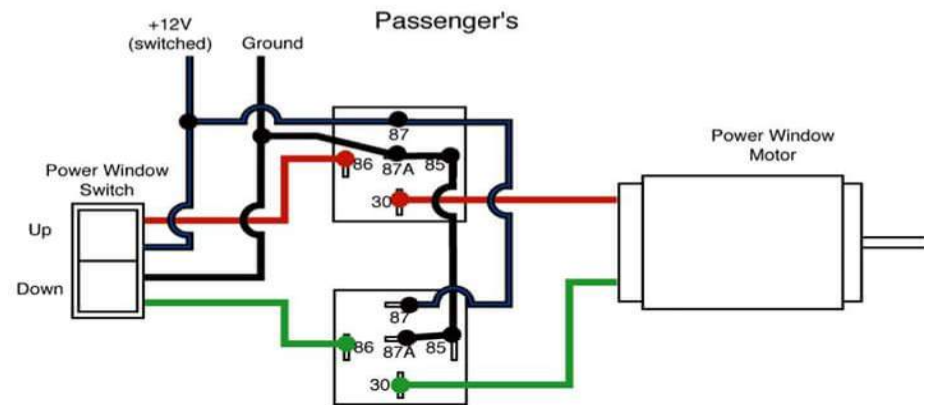 Passenger's
+12V
(switched)
Ground
87
86
87A
85
30
Power Window
Switch
Up
Down
Power Window
Motor
87
86
87A
85
30